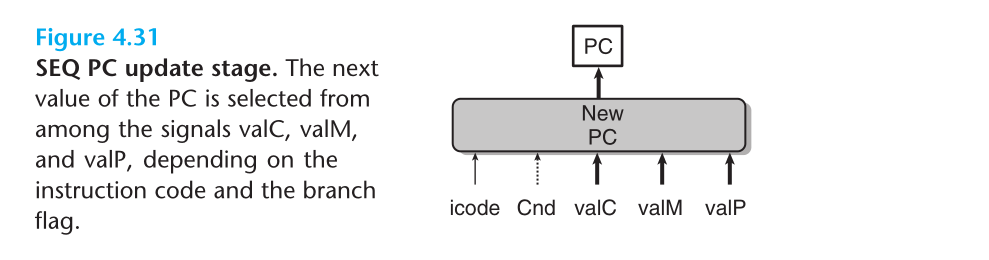 Figure 4.31
SEQ PC update stage. The next
value of the PC is selected from
among the signals valC, valM,
and valP, depending on the
instruction code and the branch
flag.
PC
New
PC
icode Cnd valC valM valP